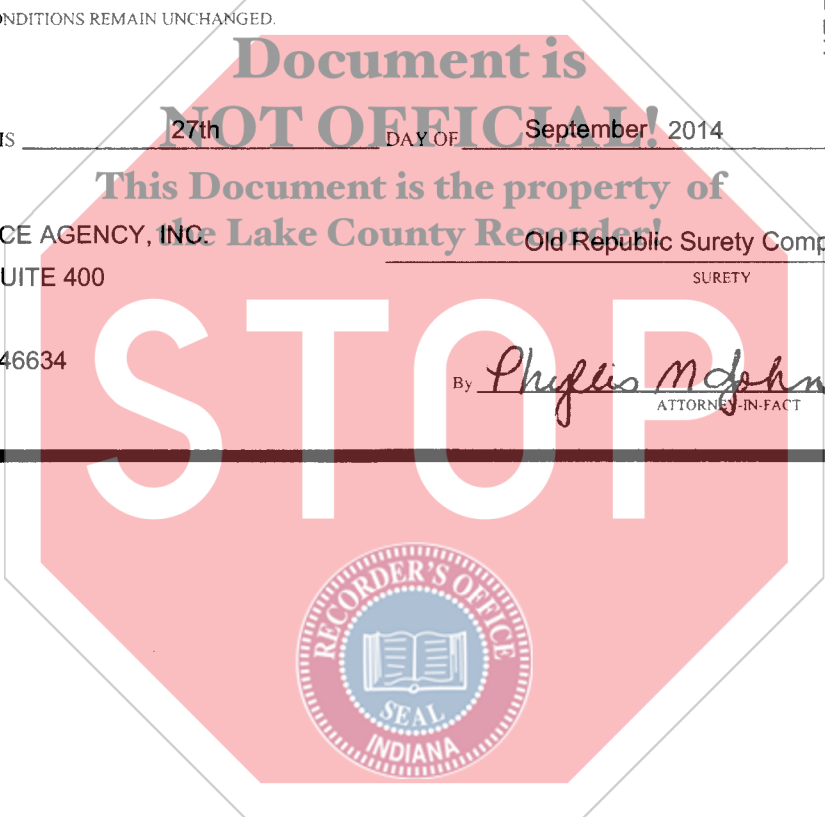 ONDITIONS REMAIN UNCHANGED.
Document is
NOT OFFICIAL!
IS 27th DAY OF September 2014
This Document is the property of
the Lake County Recorder!
CE AGENCY, INC.
Old Republic Surety Comp
UITE 400
SURETY
46634
By Phyllis M John
ATTORNEY-IN-FACT
STOP
RECORDER'S OFFICE
SEAL
INDIANA